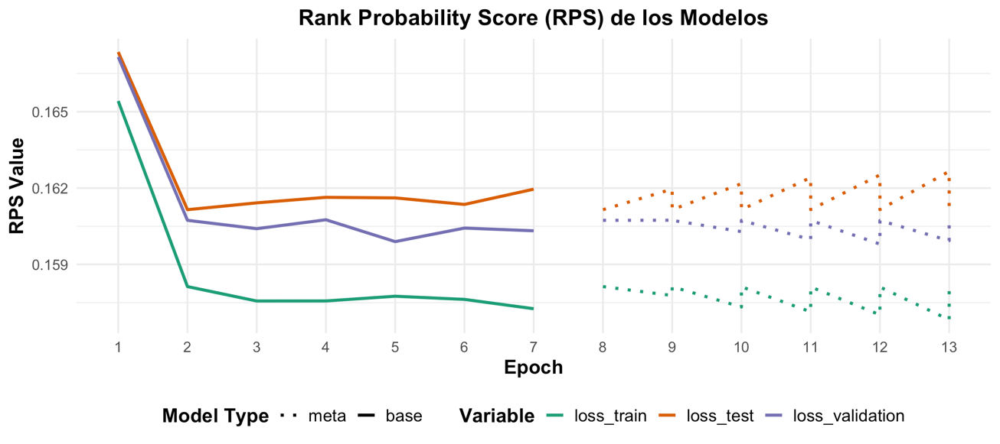 Rank Probability Score (RPS) de los Modelos
RPS Value
0.165
0.162
0.159
1 2 3 4 5 6 7 8 9 10 11 12 13
Epoch
Model Type meta base Variable loss_train loss_test loss_validation